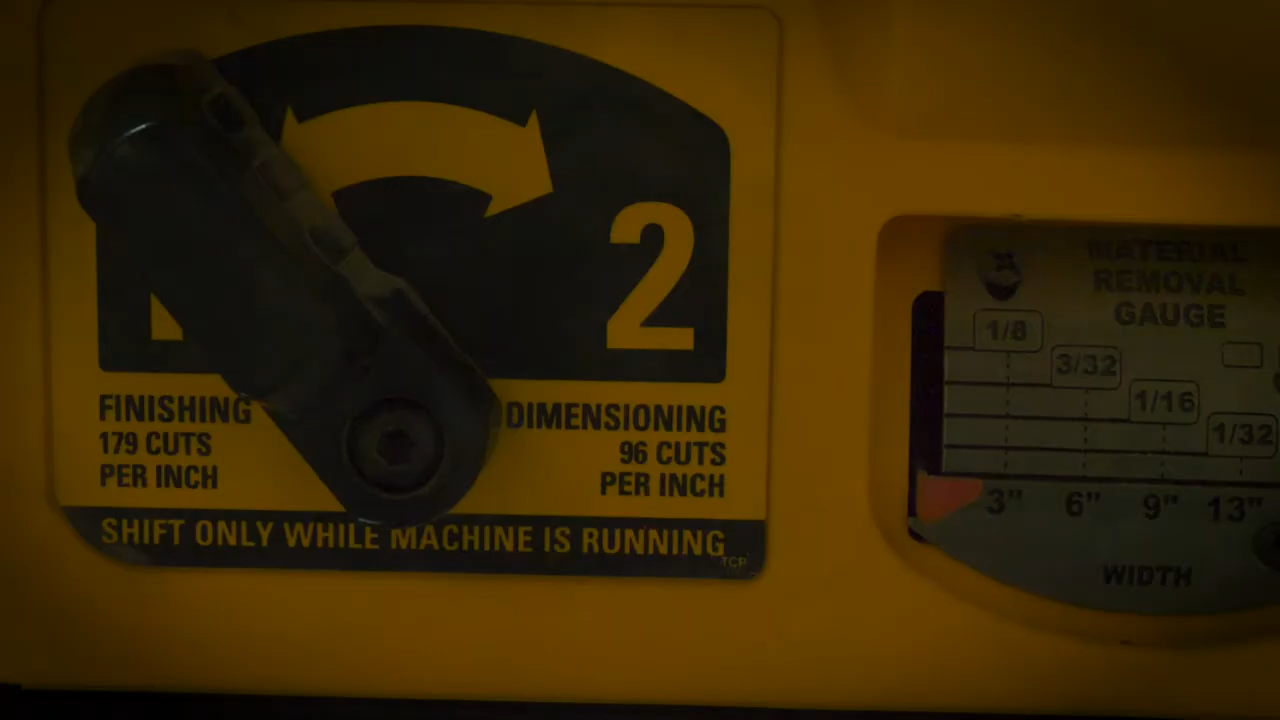 2
FINISHING
179 CUTS
PER INCH
DIMENSIONING
96 CUTS
PER INCH
SHIFT ONLY WHILE MACHINE IS RUNNING
TCP
MATERIAL
REMOVAL
GAUGE
1/8
3/32
1/16
1/32
3" 6" 9" 13"
WIDTH